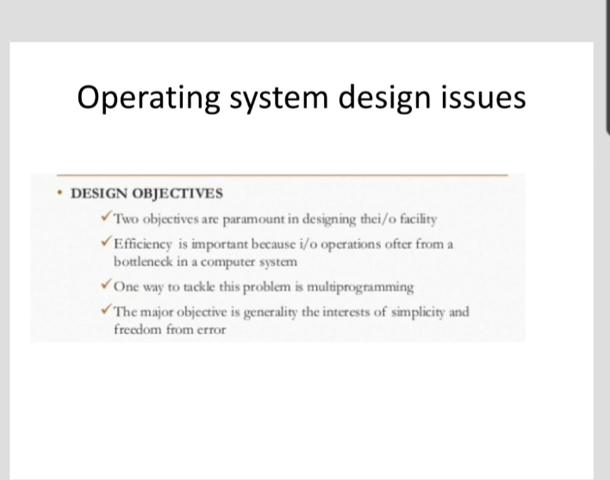 Operating system design issues
• DESIGN OBJECTIVES
✓Two objectives are paramount in designing thei/o facility
✓Efficiency is important because i/o operations ofter from a
bottleneck in a computer system
✓One way to tackle this problem is multiprogramming
✓The major objective is generality the interests of simplicity and
freedom from error